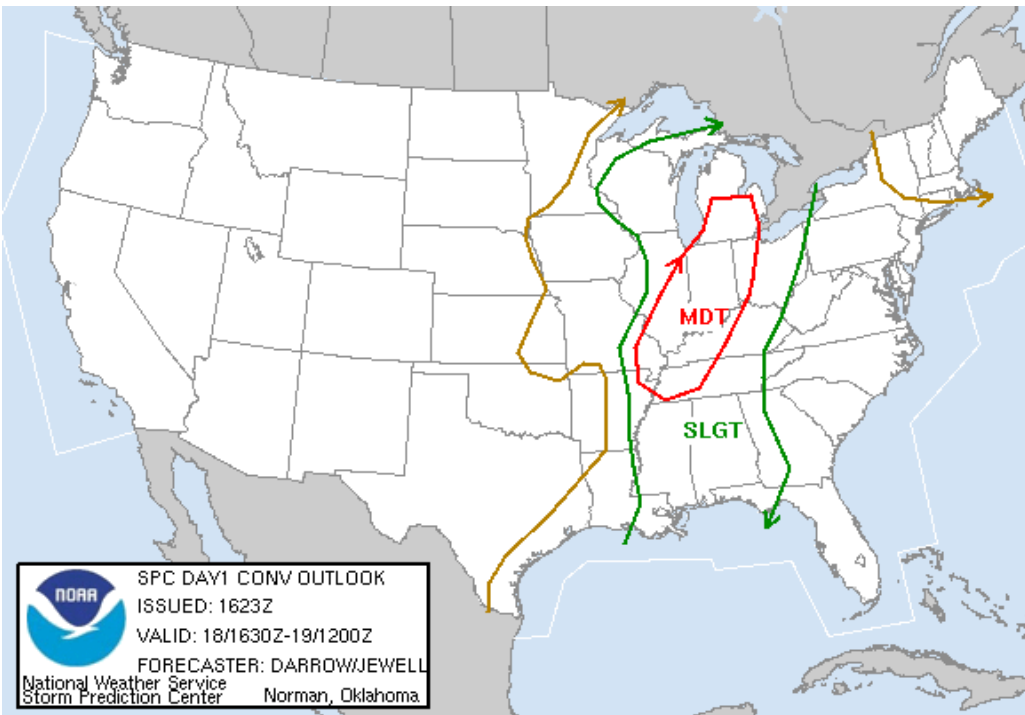 MDT
SLGT
NOAA
SPC DAY1 CONV OUTLOOK
ISSUED: 1623Z
VALID: 18/1630Z-19/1200Z
FORECASTER: DARROW/JEWELL
National Weather Service
Storm Prediction Center Norman, Oklahoma